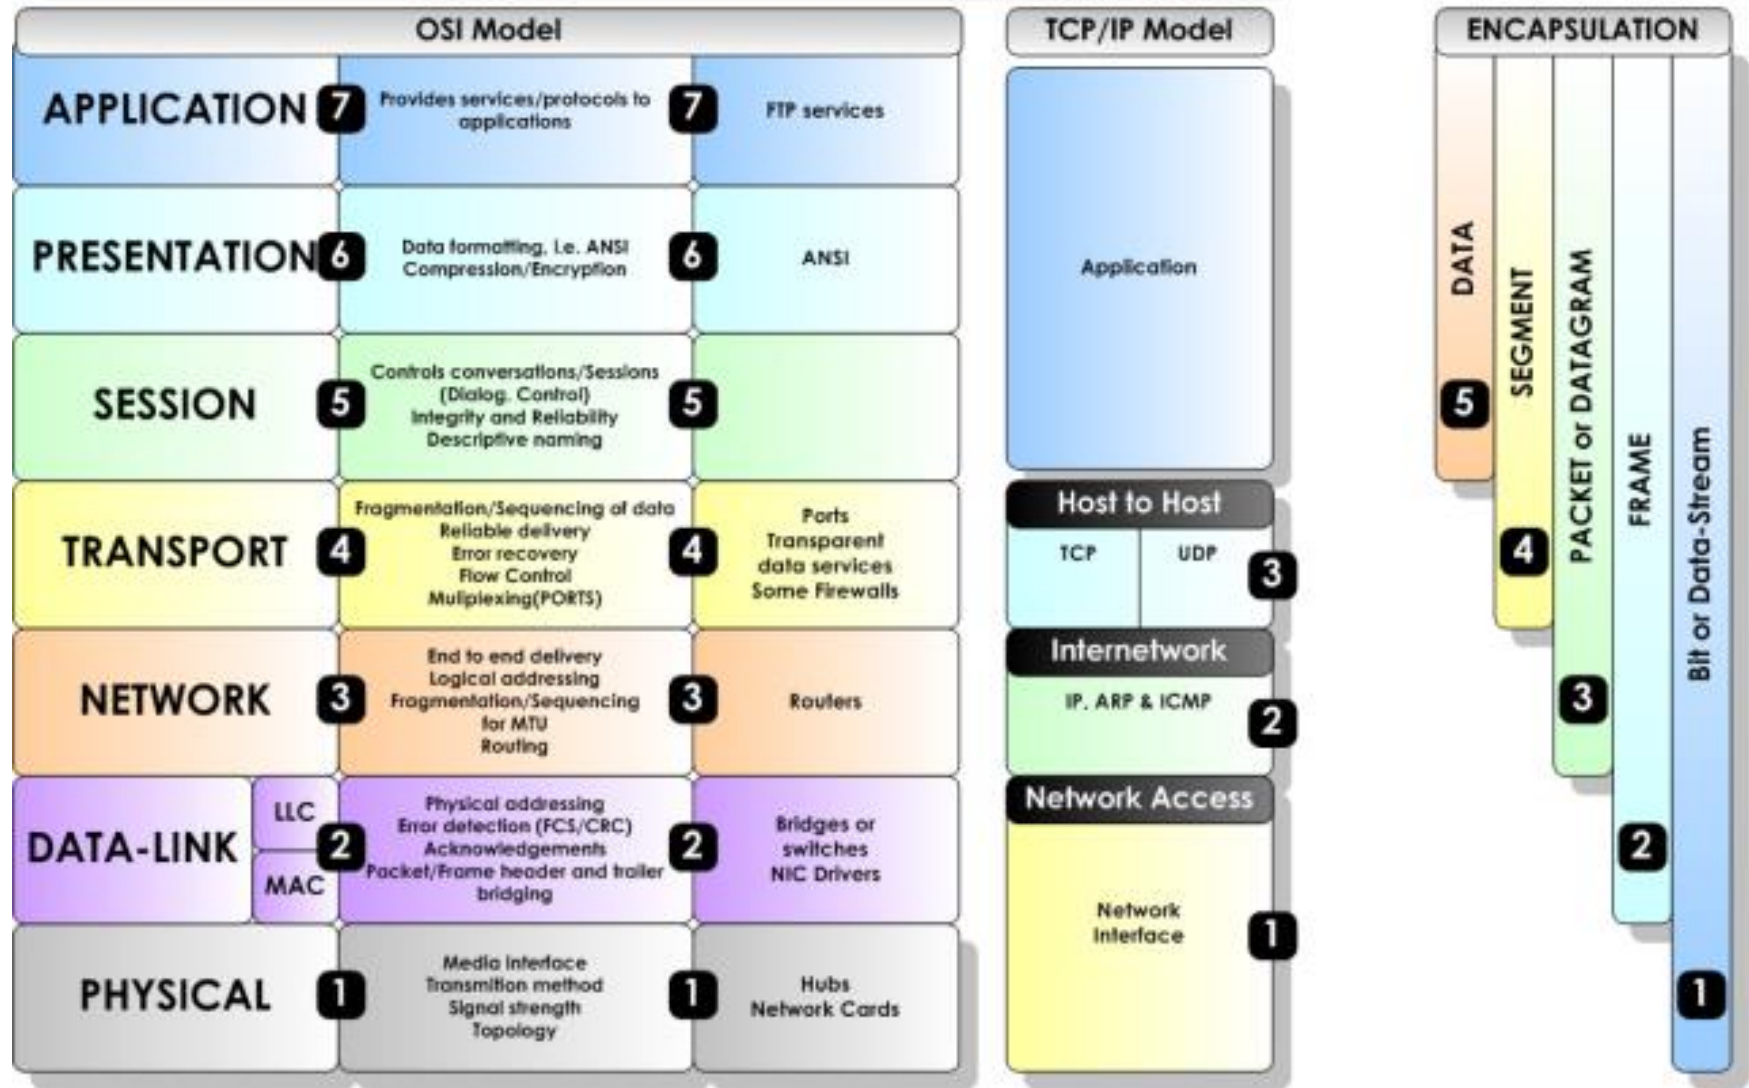 OSI Model
APPLICATION
7
Provides services/protocols to
applications
7
FTP services
PRESENTATION
6
Data formatting, i.e. ANSI
Compression/Encryption
6
ANSI
SESSION
5
Controls conversations/Sessions
(Dialog. Control)
Integrity and Reliability
Descriptive naming
5
TRANSPORT
4
Fragmentation/Sequencing of data
Reliable delivery
Error recovery
Flow Control
Muliplexing(PORTS)
4
Ports
Transparent
data services
Some Firewalls
NETWORK
3
End to end delivery
Logical addressing
Fragmentation/Sequencing
for MTU
Routing
3
Routers
DATA-LINK
LLC
MAC
2
Physical addressing
Error detection (FCS/CRC)
Acknowledgements
Packet/Frame header and trailer
bridging
2
Bridges or
switches
NIC Drivers
PHYSICAL
1
Media Interface
Transmition method
Signal strength
Topology
1
Hubs
Network Cards
TCP/IP Model
Application
Host to Host
TCP
UDP
3
Internetwork
IP, ARP & ICMP
2
Network Access
Network
Interface
1
ENCAPSULATION
DATA
5
SEGMENT
4
PACKET or DATAGRAM
3
FRAME
2
Bit or Data-Stream
1